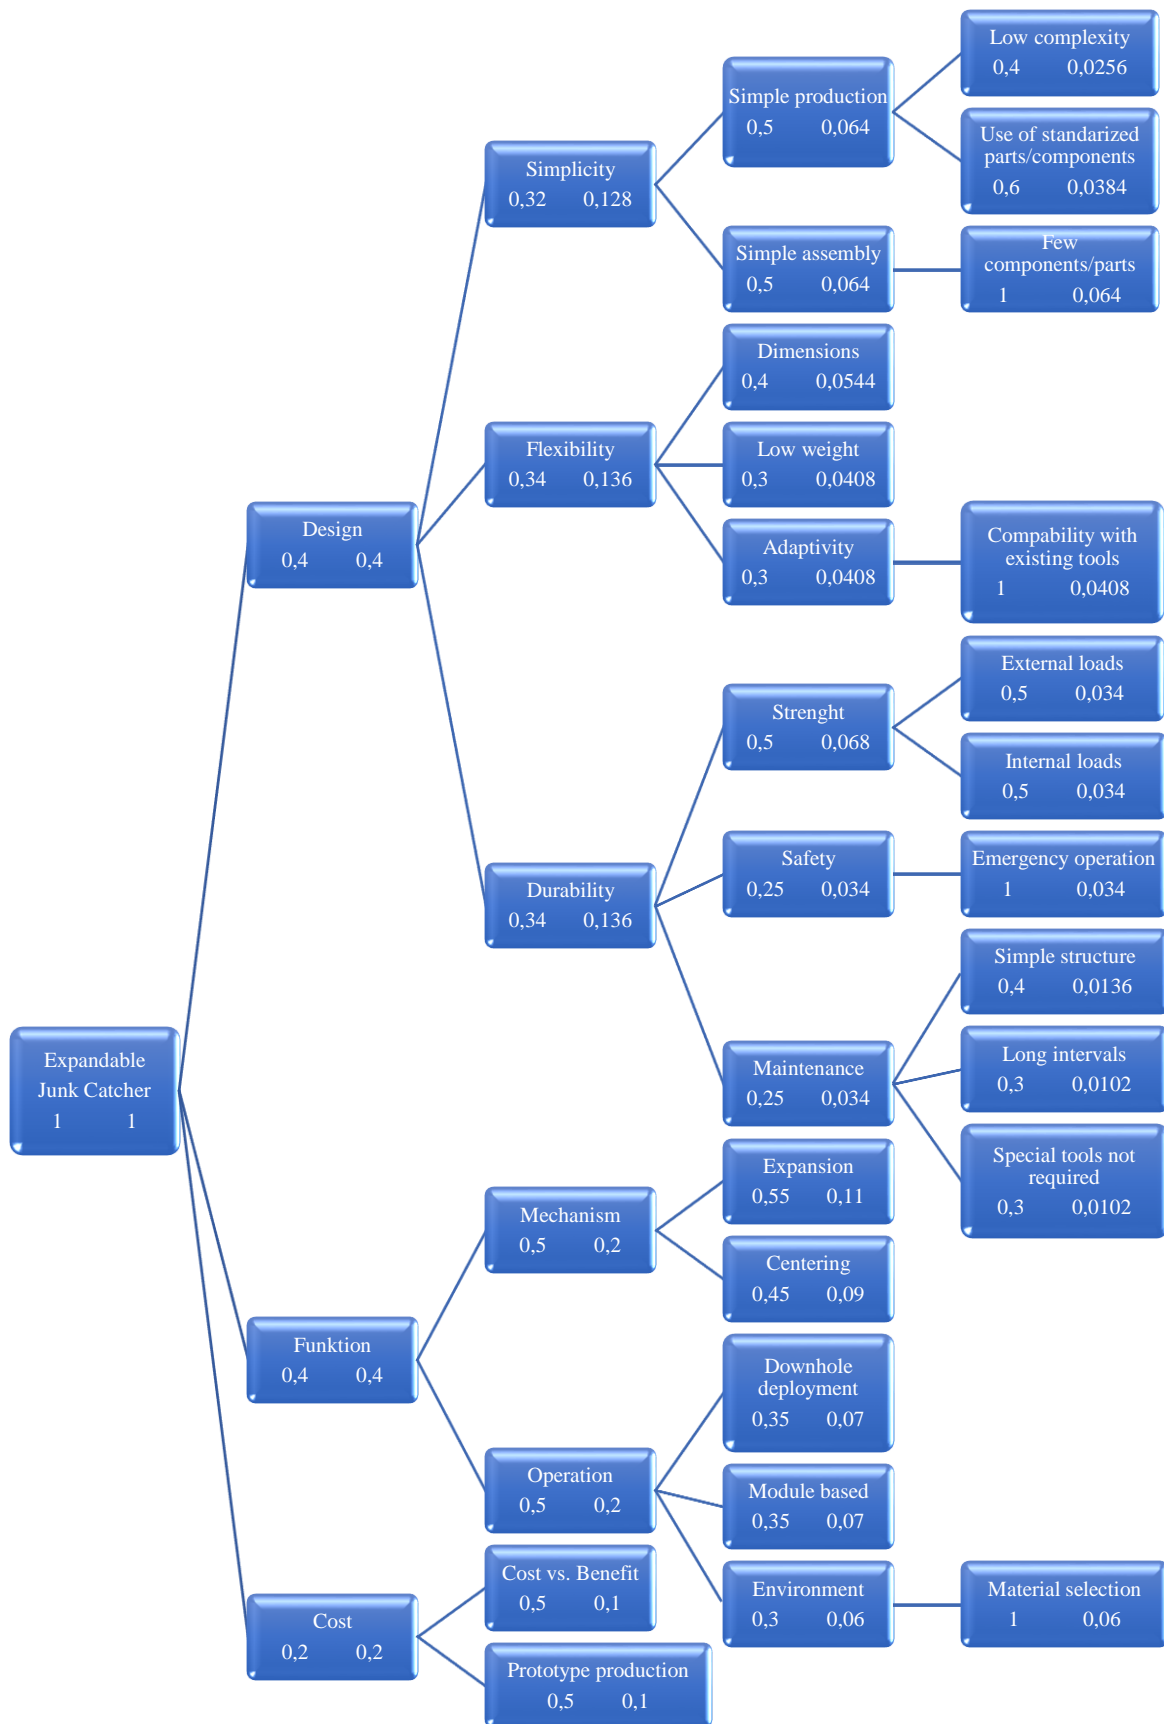 Expandable
Junk Catcher
1 1
Design
0,4 0,4
Simplicity
0,32 0,128
Simple production
0,5 0,064
Low complexity
0,4 0,0256
Use of standarized
parts/components
0,6 0,0384
Simple assembly
0,5 0,064
Few
components/parts
1 0,064
Flexibility
0,34 0,136
Dimensions
0,4 0,0544
Low weight
0,3 0,0408
Adaptivity
0,3 0,0408
Compability with
existing tools
1 0,0408
Durability
0,34 0,136
Strenght
0,5 0,068
External loads
0,5 0,034
Internal loads
0,5 0,034
Safety
0,25 0,034
Emergency operation
1 0,034
Maintenance
0,25 0,034
Simple structure
0,4 0,0136
Long intervals
0,3 0,0102
Special tools not
required
0,3 0,0102
Funktion
0,4 0,4
Mechanism
0,5 0,2
Expansion
0,55 0,11
Centering
0,45 0,09
Operation
0,5 0,2
Downhole
deployment
0,35 0,07
Module based
0,35 0,07
Environment
0,3 0,06
Material selection
1 0,06
Cost
0,2 0,2
Cost vs. Benefit
0,5 0,1
Prototype production
0,5 0,1